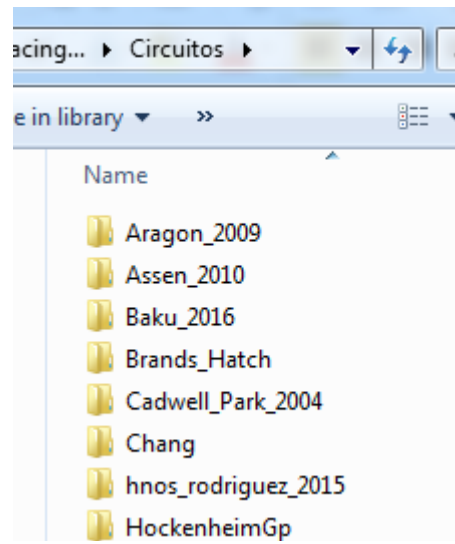 acing... ▸ Circuitos ▸
e in library »
Name
Aragon_2009
Assen_2010
Baku_2016
Brands_Hatch
Cadwell_Park_2004
Chang
hnos_rodriguez_2015
HockenheimGp